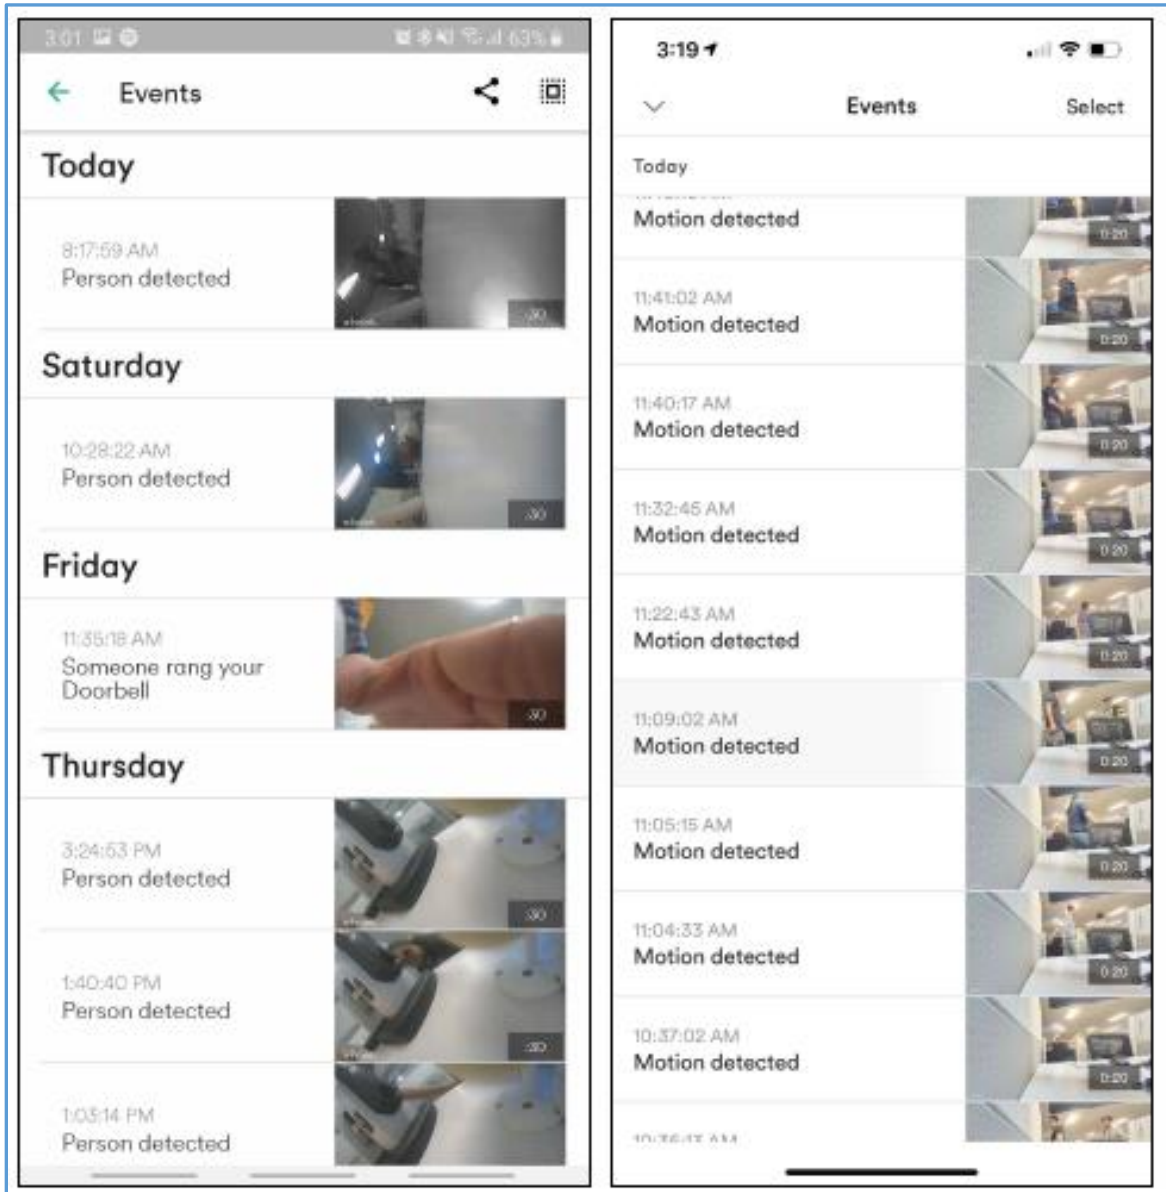 3:01 63%
Events
Today
8:17:59 AM
Person detected
:30
Saturday
10:28:22 AM
Person detected
:30
Friday
11:35:18 AM
Someone rang your
Doorbell
:30
Thursday
3:24:53 PM
Person detected
:30
1:40:40 PM
Person detected
:30
1:03:14 PM
Person detected
3:19
Events Select
Today
Motion detected
0:20
11:41:02 AM
Motion detected
0:20
11:40:17 AM
Motion detected
0:20
11:32:45 AM
Motion detected
0:20
11:22:43 AM
Motion detected
0:20
11:09:02 AM
Motion detected
0:20
11:05:15 AM
Motion detected
0:20
11:04:33 AM
Motion detected
0:20
10:37:02 AM
Motion detected
0:20
10:36:13 AM